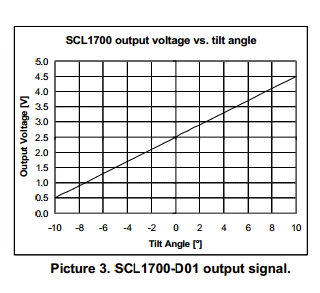 SCL1700 output voltage vs. tilt angle
Output Voltage [V]
5.0
4.5
4.0
3.5
3.0
2.5
2.0
1.5
1.0
0.5
0.0
-10 -8 -6 -4 -2 0 2 4 6 8 10
Tilt Angle [º]
Picture 3. SCL1700-D01 output signal.